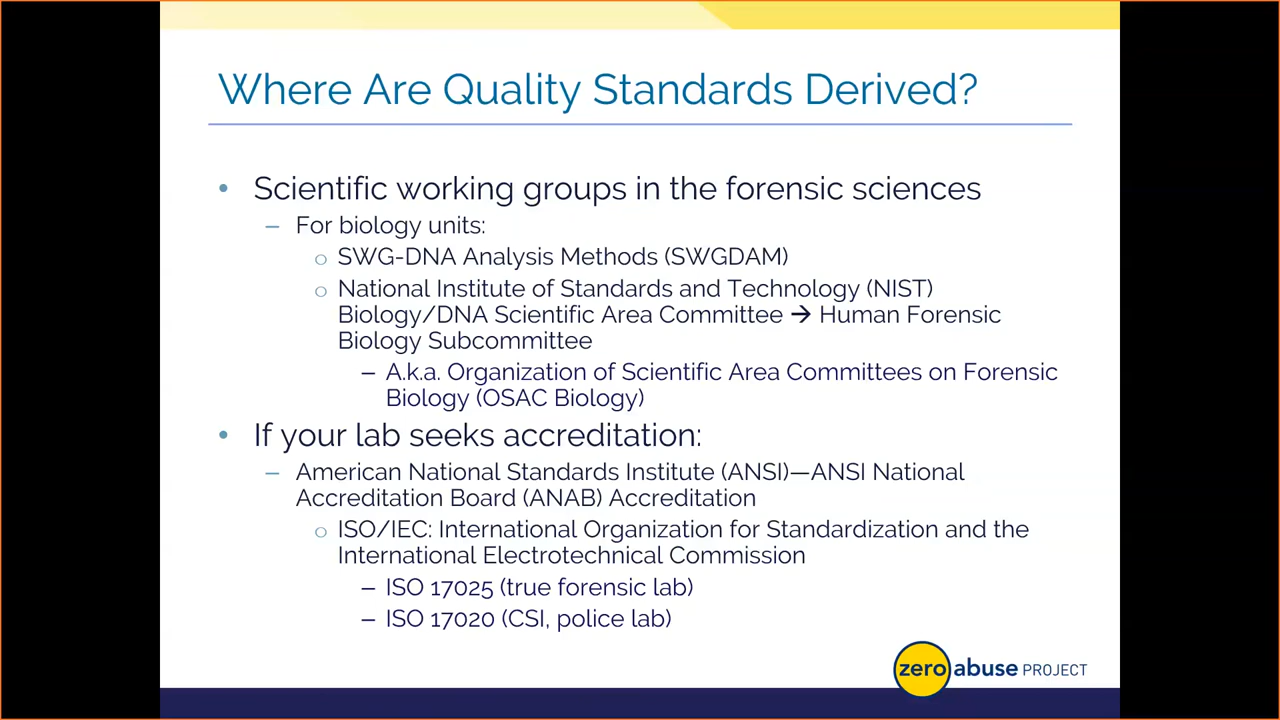 Where Are Quality Standards Derived?
• Scientific working groups in the forensic sciences
– For biology units:
o SWG-DNA Analysis Methods (SWGDAM)
o National Institute of Standards and Technology (NIST)
Biology/DNA Scientific Area Committee → Human Forensic
Biology Subcommittee
– A.k.a. Organization of Scientific Area Committees on Forensic
Biology (OSAC Biology)
• If your lab seeks accreditation:
– American National Standards Institute (ANSI)—ANSI National
Accreditation Board (ANAB) Accreditation
o ISO/IEC: International Organization for Standardization and the
International Electrotechnical Commission
– ISO 17025 (true forensic lab)
– ISO 17020 (CSI, police lab)
zero abuse PROJECT